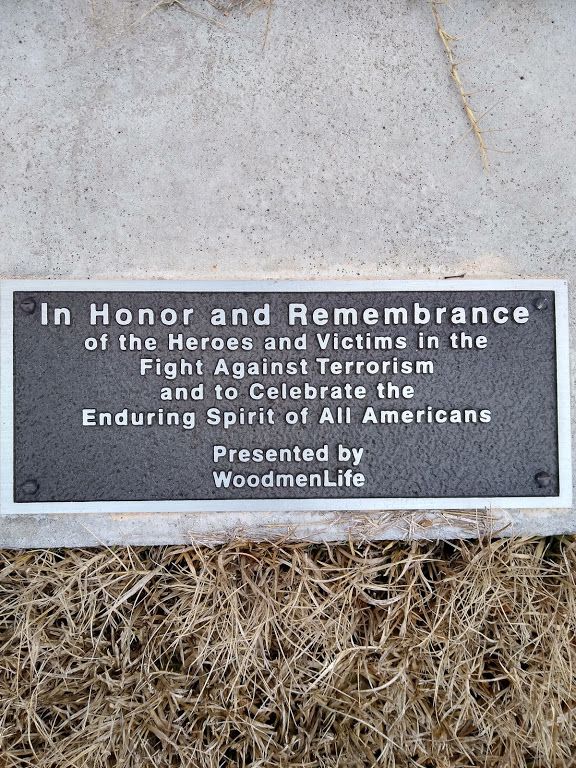 In Honor and Remembrance
of the Heroes and Victims in the
Fight Against Terrorism
and to Celebrate the
Enduring Spirit of All Americans
Presented by
WoodmenLife